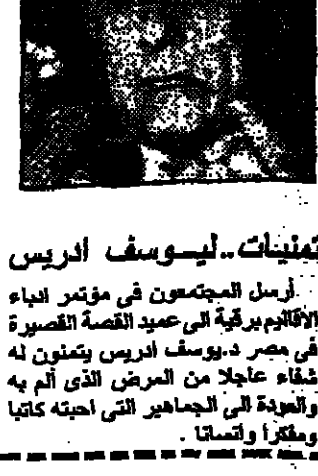 تمنيات..ليوسف ادريس
أرسل المجتمعون فى مؤتمر ادباء
الاقاليم برقية الى عميد القصة القصيرة
فى مصر د.يوسف ادريس يتمنون له
شفاء عاجلا من المرض الذى ألم به
والعودة الى الجماهير التى احبته كاتبا
ومفكرا وانسانا .